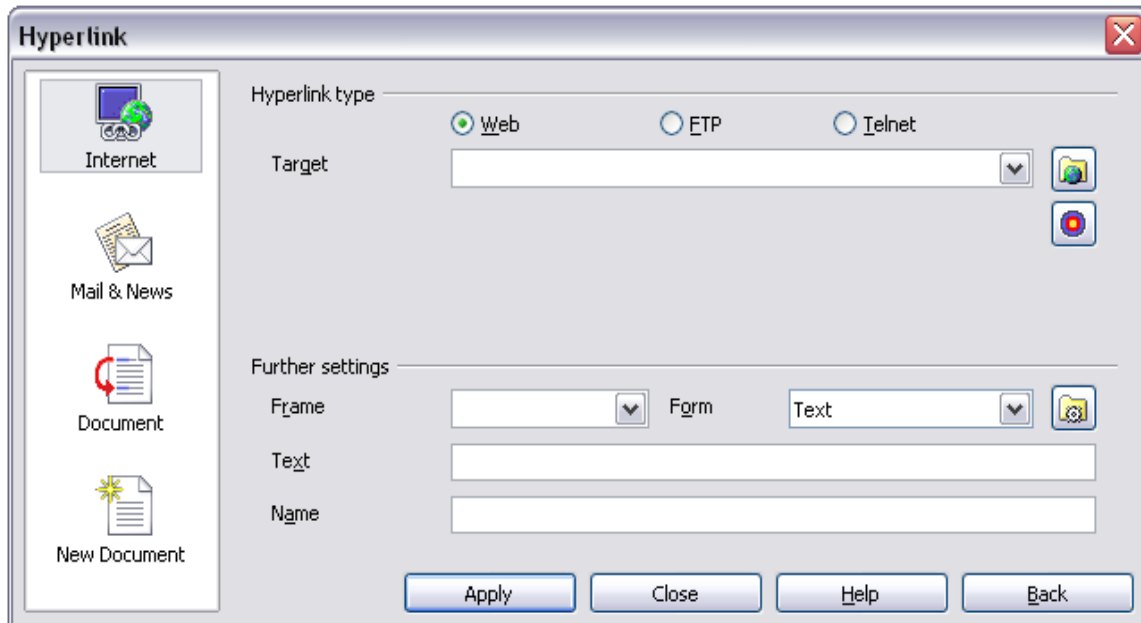 Hyperlink
Internet
Mail & News
Document
New Document
Hyperlink type
Web FTP Telnet
Target
Further settings
Frame Form Text
Text
Name
Apply Close Help Back